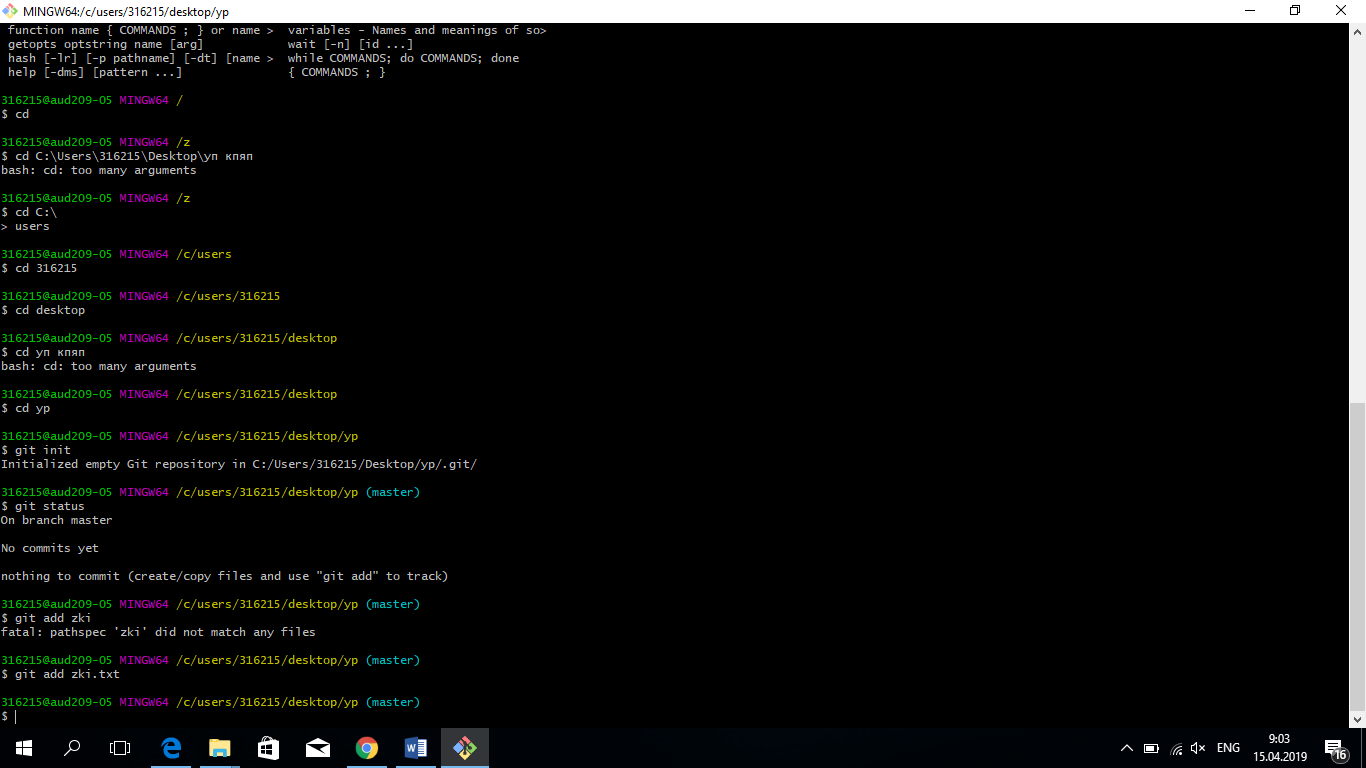 MINGW64:/c/users/316215/desktop/yp
function name { COMMANDS ; } or name >  variables - Names and meanings of so>
getopts optstring name [arg]            wait [-n] [id ...]
hash [-lr] [-p pathname] [-dt] [name >  while COMMANDS; do COMMANDS; done
help [-dms] [pattern ...]               { COMMANDS ; }
316215@aud209-05 MINGW64 /
$ cd
316215@aud209-05 MINGW64 /z
$ cd C:\Users\316215\Desktop\уп кпяп
bash: cd: too many arguments
316215@aud209-05 MINGW64 /z
$ cd C:\
> users
316215@aud209-05 MINGW64 /c/users
$ cd 316215
316215@aud209-05 MINGW64 /c/users/316215
$ cd desktop
316215@aud209-05 MINGW64 /c/users/316215/desktop
$ cd уп кпяп
bash: cd: too many arguments
316215@aud209-05 MINGW64 /c/users/316215/desktop
$ cd yp
316215@aud209-05 MINGW64 /c/users/316215/desktop/yp
$ git init
Initialized empty Git repository in C:/Users/316215/Desktop/yp/.git/
316215@aud209-05 MINGW64 /c/users/316215/desktop/yp (master)
$ git status
On branch master
No commits yet
nothing to commit (create/copy files and use "git add" to track)
316215@aud209-05 MINGW64 /c/users/316215/desktop/yp (master)
$ git add zki
fatal: pathspec 'zki' did not match any files
316215@aud209-05 MINGW64 /c/users/316215/desktop/yp (master)
$ git add zki.txt
316215@aud209-05 MINGW64 /c/users/316215/desktop/yp (master)
$
ENG
9:03
15.04.2019
16